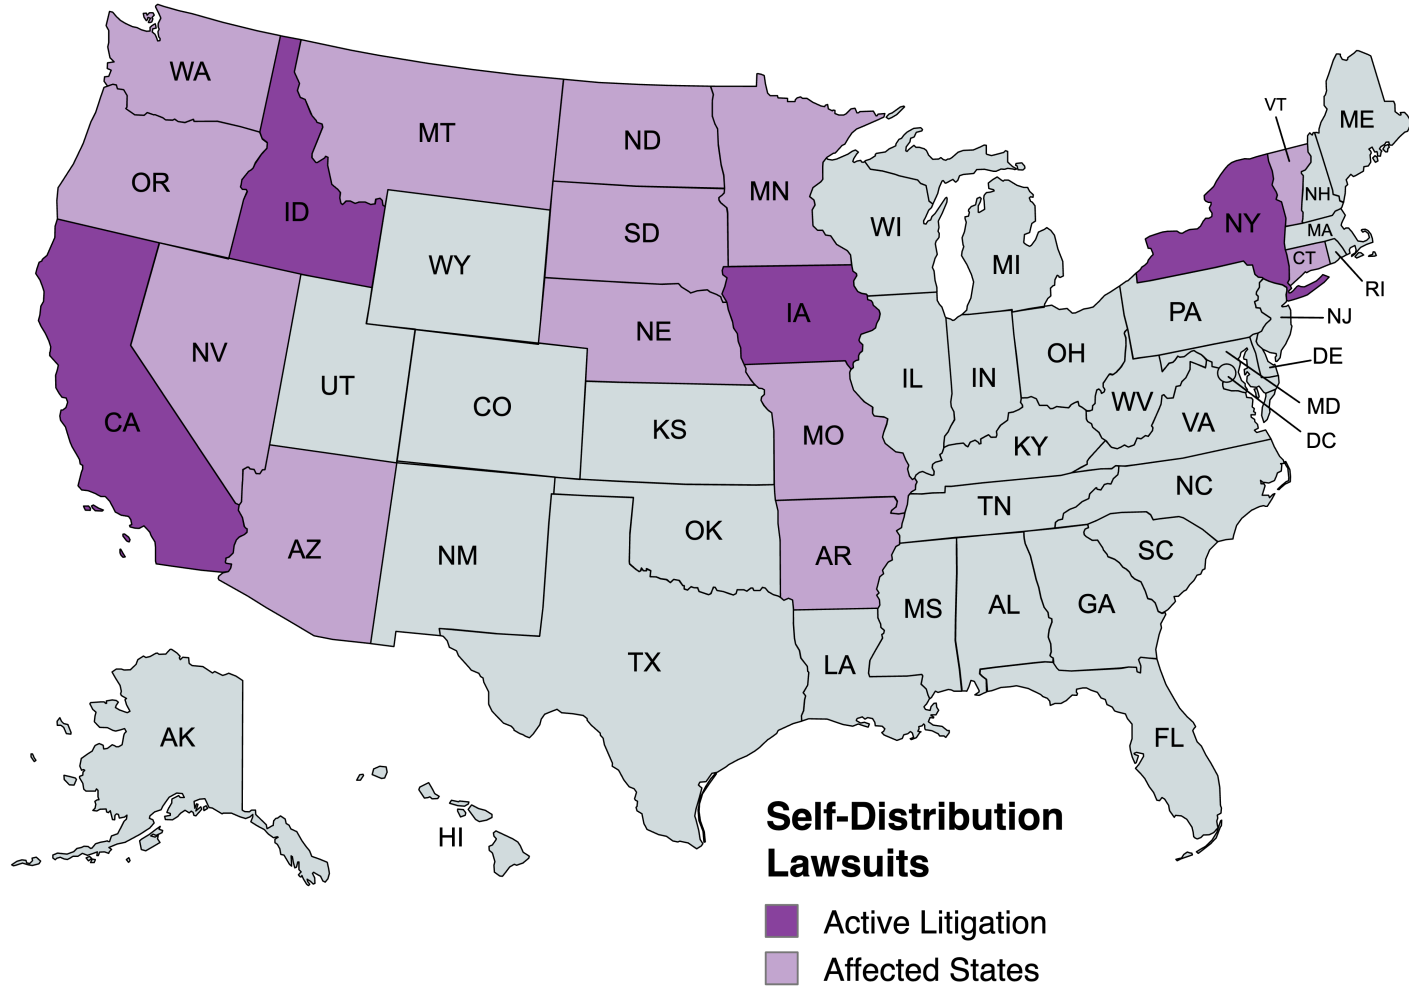 WA
MT
ND
MN
OR
ID
SD
WY
NE
IA
WI
MI
NV
UT
CO
KS
MO
IL
IN
OH
PA
NY
VT
ME
NH
MA
CT
RI
NJ
DE
MD
DC
WV
VA
KY
CA
AZ
NM
OK
AR
TN
NC
SC
MS
AL
GA
TX
LA
FL
AK
HI
Self-Distribution
Lawsuits
Active Litigation
Affected States